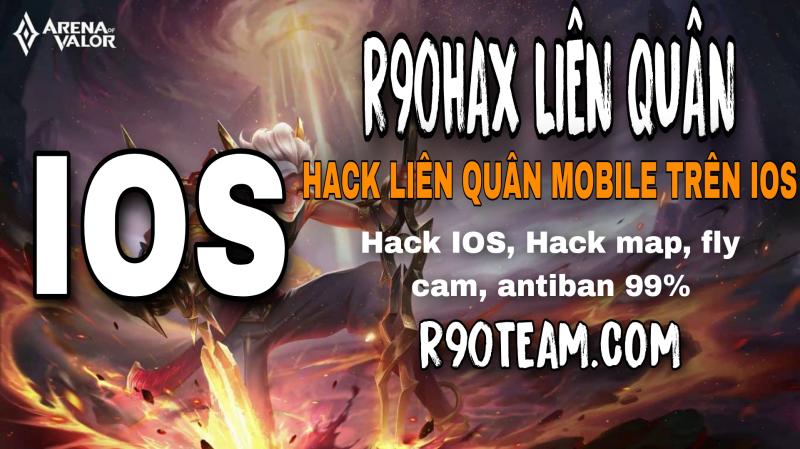 ARENA OF
VALOR
R90HAX LIÊN QUÂN
IOS
HACK LIÊN QUÂN MOBILE TRÊN IOS
Hack IOS, Hack map, fly
cam, antiban 99%
R90TEAM.COM